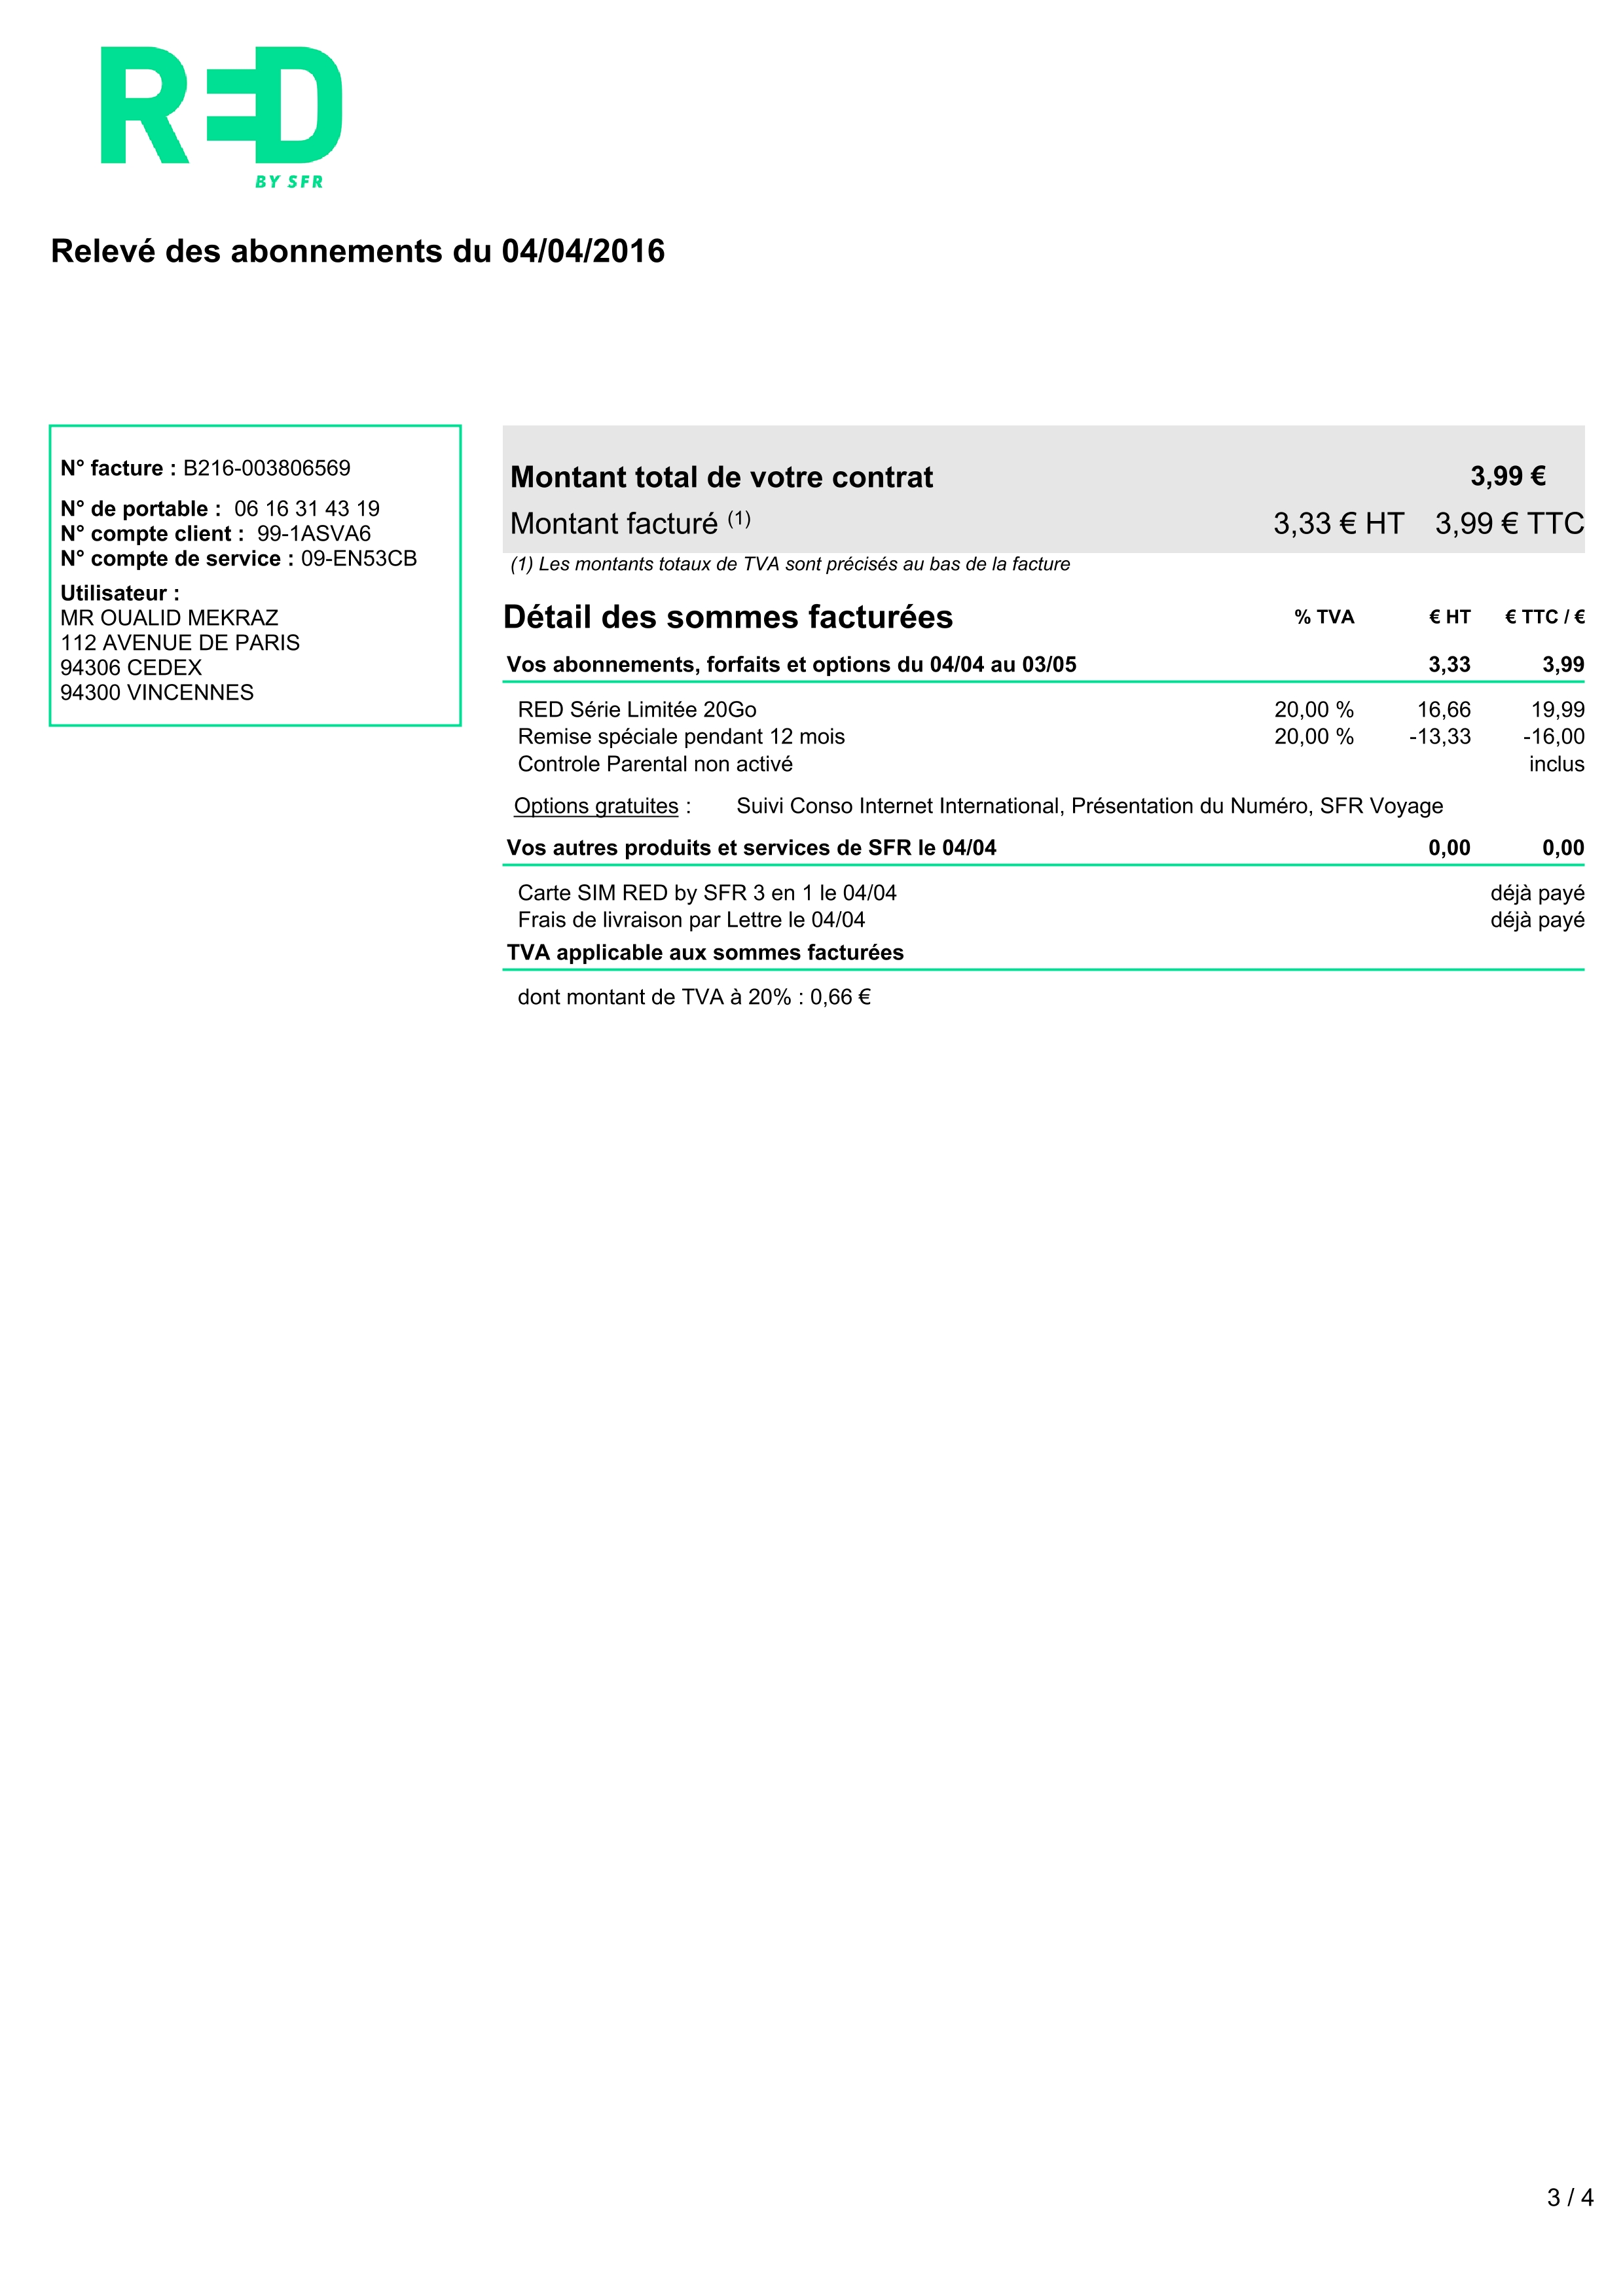 RED
BY SFR
Relevé des abonnements du 04/04/2016
N° facture : B216-003806569
N° de portable : 06 16 31 43 19
N° compte client : 99-1ASVA6
N° compte de service : 09-EN53CB
Utilisateur :
MR OUALID MEKRAZ
112 AVENUE DE PARIS
94306 CEDEX
94300 VINCENNES
Montant total de votre contrat 3,99 €
Montant facturé (1) 3,33 € HT 3,99 € TTC
(1) Les montants totaux de TVA sont précisés au bas de la facture
Détail des sommes facturées % TVA € HT € TTC / €
Vos abonnements, forfaits et options du 04/04 au 03/05 3,33 3,99
RED Série Limitée 20Go 20,00 % 16,66 19,99
Remise spéciale pendant 12 mois 20,00 % -13,33 -16,00
Controle Parental non activé inclus
Options gratuites : Suivi Conso Internet International, Présentation du Numéro, SFR Voyage
Vos autres produits et services de SFR le 04/04 0,00 0,00
Carte SIM RED by SFR 3 en 1 le 04/04 déjà payé
Frais de livraison par Lettre le 04/04 déjà payé
TVA applicable aux sommes facturées
dont montant de TVA à 20% : 0,66 €
3 / 4